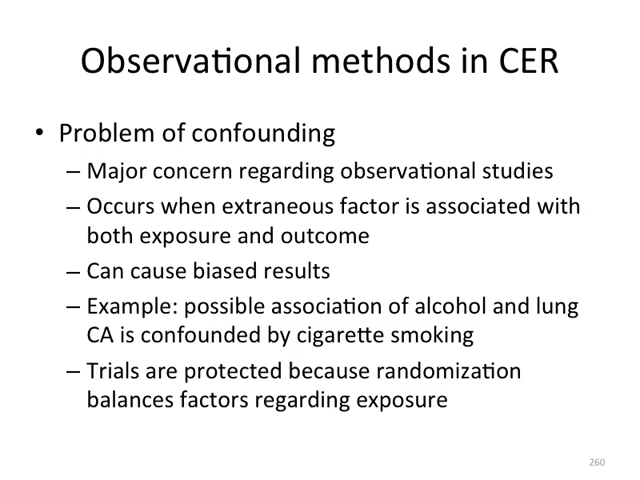 Observational methods in CER
• Problem of confounding
– Major concern regarding observational studies
– Occurs when extraneous factor is associated with
both exposure and outcome
– Can cause biased results
– Example: possible association of alcohol and lung
CA is confounded by cigarette smoking
– Trials are protected because randomization
balances factors regarding exposure
260